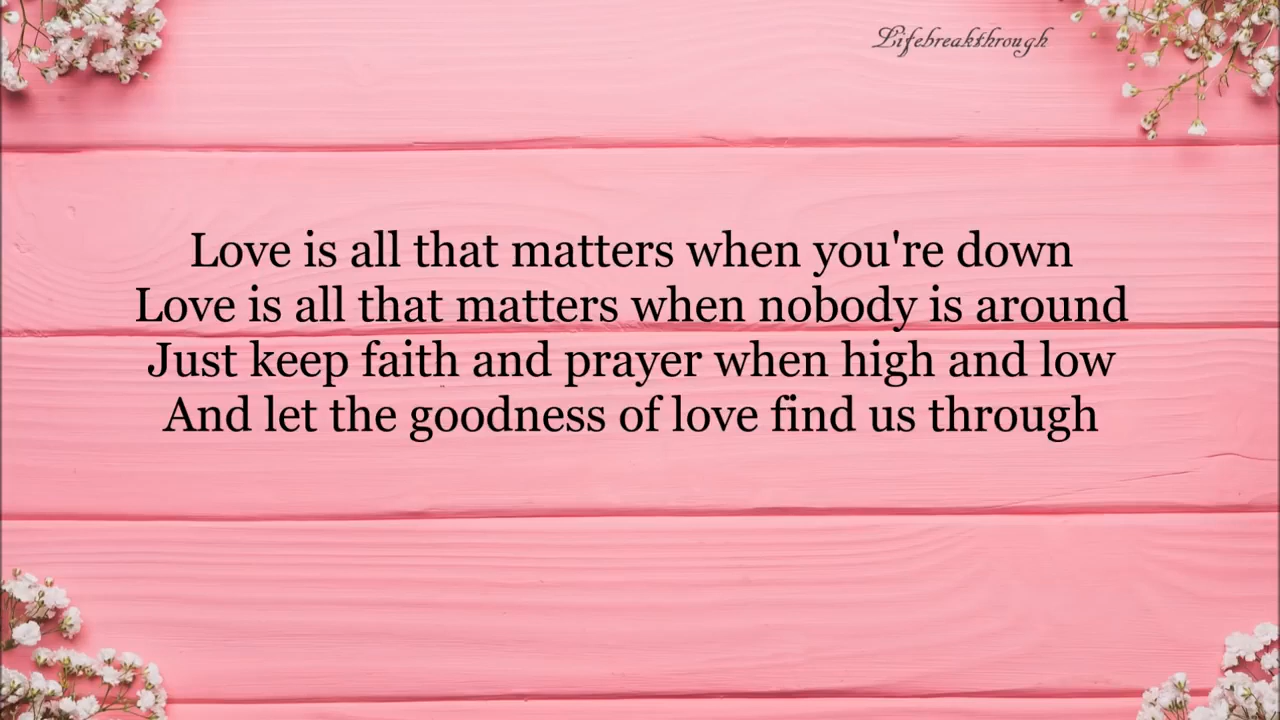 Lifebreakthrough
Love is all that matters when you're down
Love is all that matters when nobody is around
Just keep faith and prayer when high and low
And let the goodness of love find us through